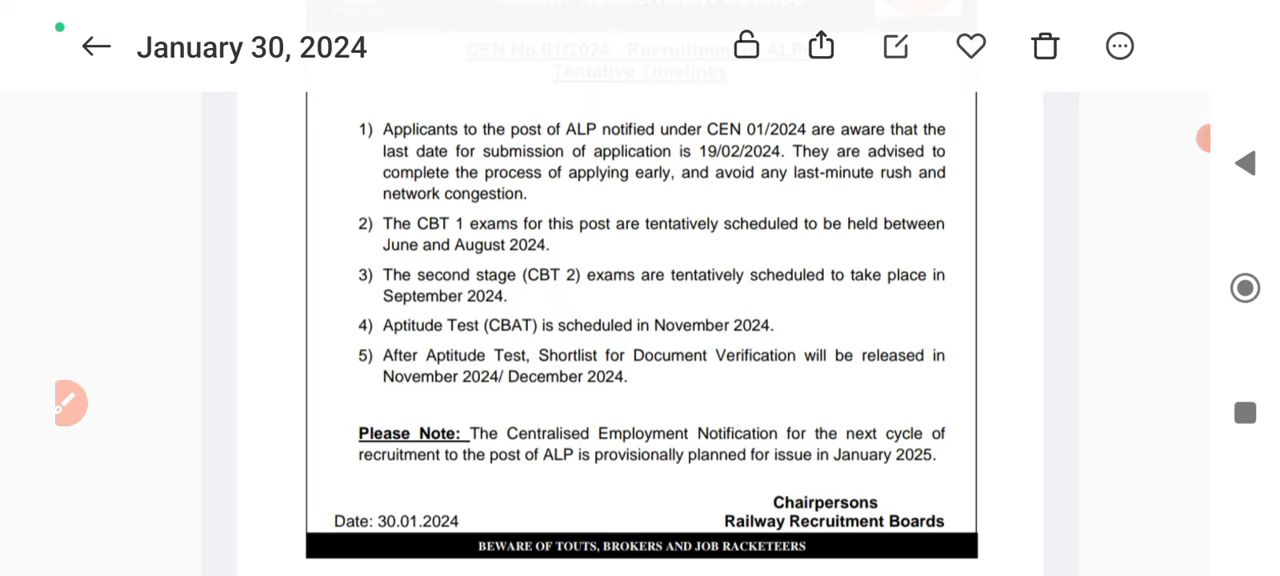 January 30, 2024
CEN No.01/2024 - Recruitment of ALP
Tentative Timelines
1) Applicants to the post of ALP notified under CEN 01/2024 are aware that the
last date for submission of application is 19/02/2024. They are advised to
complete the process of applying early, and avoid any last-minute rush and
network congestion.
2) The CBT 1 exams for this post are tentatively scheduled to be held between
June and August 2024.
3) The second stage (CBT 2) exams are tentatively scheduled to take place in
September 2024.
4) Aptitude Test (CBAT) is scheduled in November 2024.
5) After Aptitude Test, Shortlist for Document Verification will be released in
November 2024/ December 2024.
Please Note: The Centralised Employment Notification for the next cycle of
recruitment to the post of ALP is provisionally planned for issue in January 2025.
Chairpersons
Date: 30.01.2024 Railway Recruitment Boards
BEWARE OF TOUTS, BROKERS AND JOB RACKETEERS